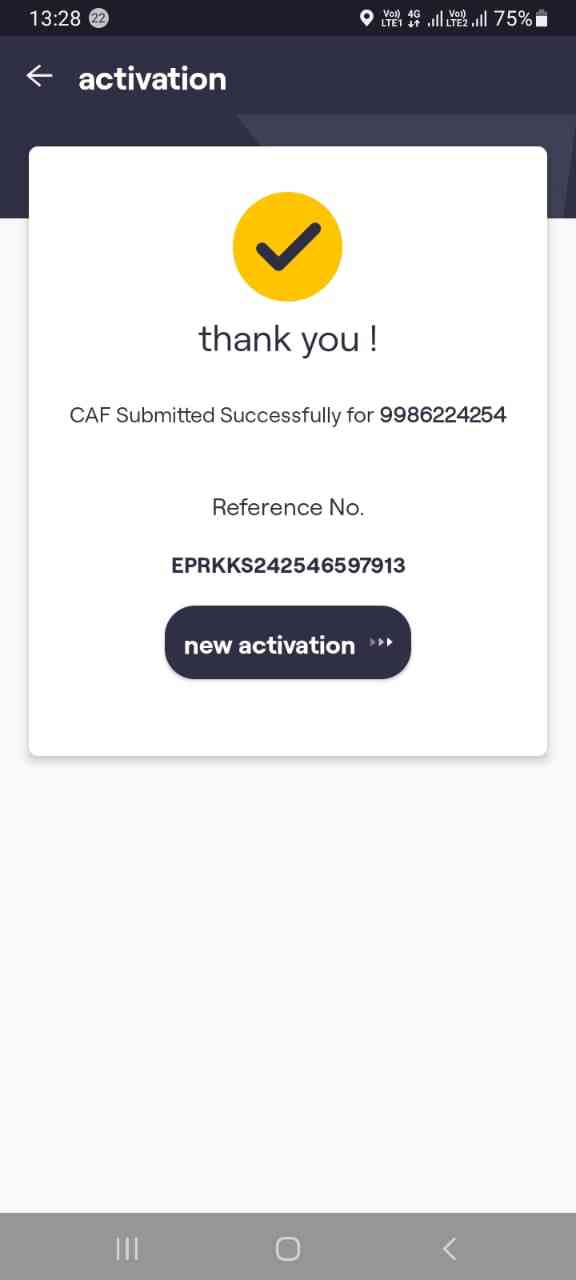 13:28 22 Vo)) LTE1 4G Vo)) LTE2 75%
activation
thank you !
CAF Submitted Successfully for 9986224254
Reference No.
EPRKKS242546597913
new activation